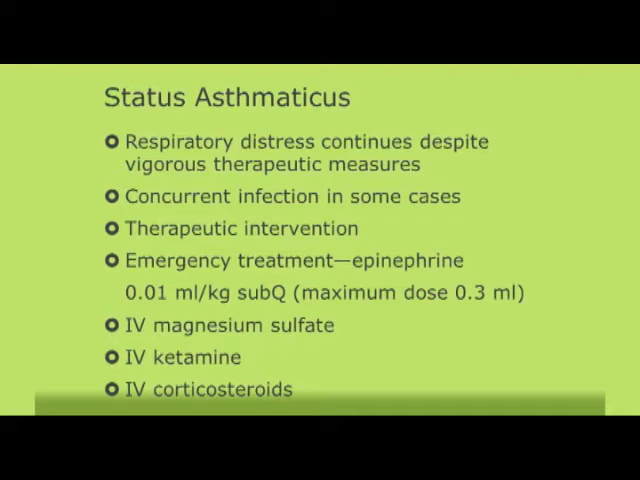 Status Asthmaticus
Respiratory distress continues despite
vigorous therapeutic measures
Concurrent infection in some cases
Therapeutic intervention
Emergency treatment—epinephrine
0.01 ml/kg subQ (maximum dose 0.3 ml)
IV magnesium sulfate
IV ketamine
IV corticosteroids